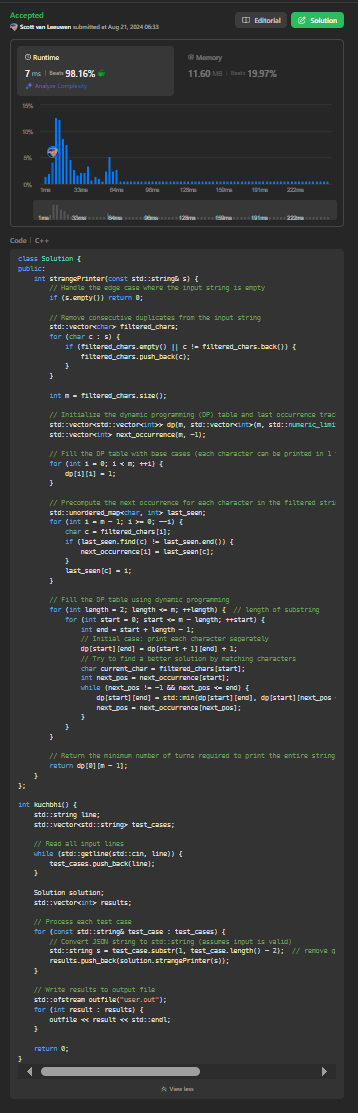 Accepted
Scott van Leeuwen submitted at Aug 21, 2024 06:33
Editorial
Solution
Runtime
7 ms | Beats 98.16%
Analyze Complexity
Memory
11.60 MB | Beats 19.97%
15%
10%
5%
0%
1ms 33ms 64ms 96ms 128ms 159ms 191ms 222ms
1ms 33ms 64ms 96ms 128ms 159ms 191ms 222ms
Code | C++
class Solution {
public:
    int strangePrinter(const std::string& s) {
        // Handle the edge case where the input string is empty
        if (s.empty()) return 0;

        // Remove consecutive duplicates from the input string
        std::vector<char> filtered_chars;
        for (char c : s) {
            if (filtered_chars.empty() || c != filtered_chars.back()) {
                filtered_chars.push_back(c);
            }
        }

        int m = filtered_chars.size();

        // Initialize the dynamic programming (DP) table and last occurrence trac
        std::vector<std::vector<int>> dp(m, std::vector<int>(m, std::numeric_limi
        std::vector<int> next_occurrence(m, -1);

        // Fill the DP table with base cases (each character can be printed in 1
        for (int i = 0; i < m; ++i) {
            dp[i][i] = 1;
        }

        // Precompute the next occurrence for each character in the filtered stri
        std::unordered_map<char, int> last_seen;
        for (int i = m - 1; i >= 0; --i) {
            char c = filtered_chars[i];
            if (last_seen.find(c) != last_seen.end()) {
                next_occurrence[i] = last_seen[c];
            }
            last_seen[c] = i;
        }

        // Fill the DP table using dynamic programming
        for (int length = 2; length <= m; ++length) {  // length of substring
            for (int start = 0; start <= m - length; ++start) {
                int end = start + length - 1;
                // Initial case: print each character separately
                dp[start][end] = dp[start + 1][end] + 1;
                // Try to find a better solution by matching characters
                char current_char = filtered_chars[start];
                int next_pos = next_occurrence[start];
                while (next_pos != -1 && next_pos <= end) {
                    dp[start][end] = std::min(dp[start][end], dp[start][next_pos -
                    next_pos = next_occurrence[next_pos];
                }
            }
        }

        // Return the minimum number of turns required to print the entire string
        return dp[0][m - 1];
    }
};

int kuchbhi() {
    std::string line;
    std::vector<std::string> test_cases;

    // Read all input lines
    while (std::getline(std::cin, line)) {
        test_cases.push_back(line);
    }

    Solution solution;
    std::vector<int> results;

    // Process each test case
    for (const std::string& test_case : test_cases) {
        // Convert JSON string to std::string (assumes input is valid)
        std::string s = test_case.substr(1, test_case.length() - 2);  // remove q
        results.push_back(solution.strangePrinter(s));
    }

    // Write results to output file
    std::ofstream outfile("user.out");
    for (int result : results) {
        outfile << result << std::endl;
    }

    return 0;
}
View less